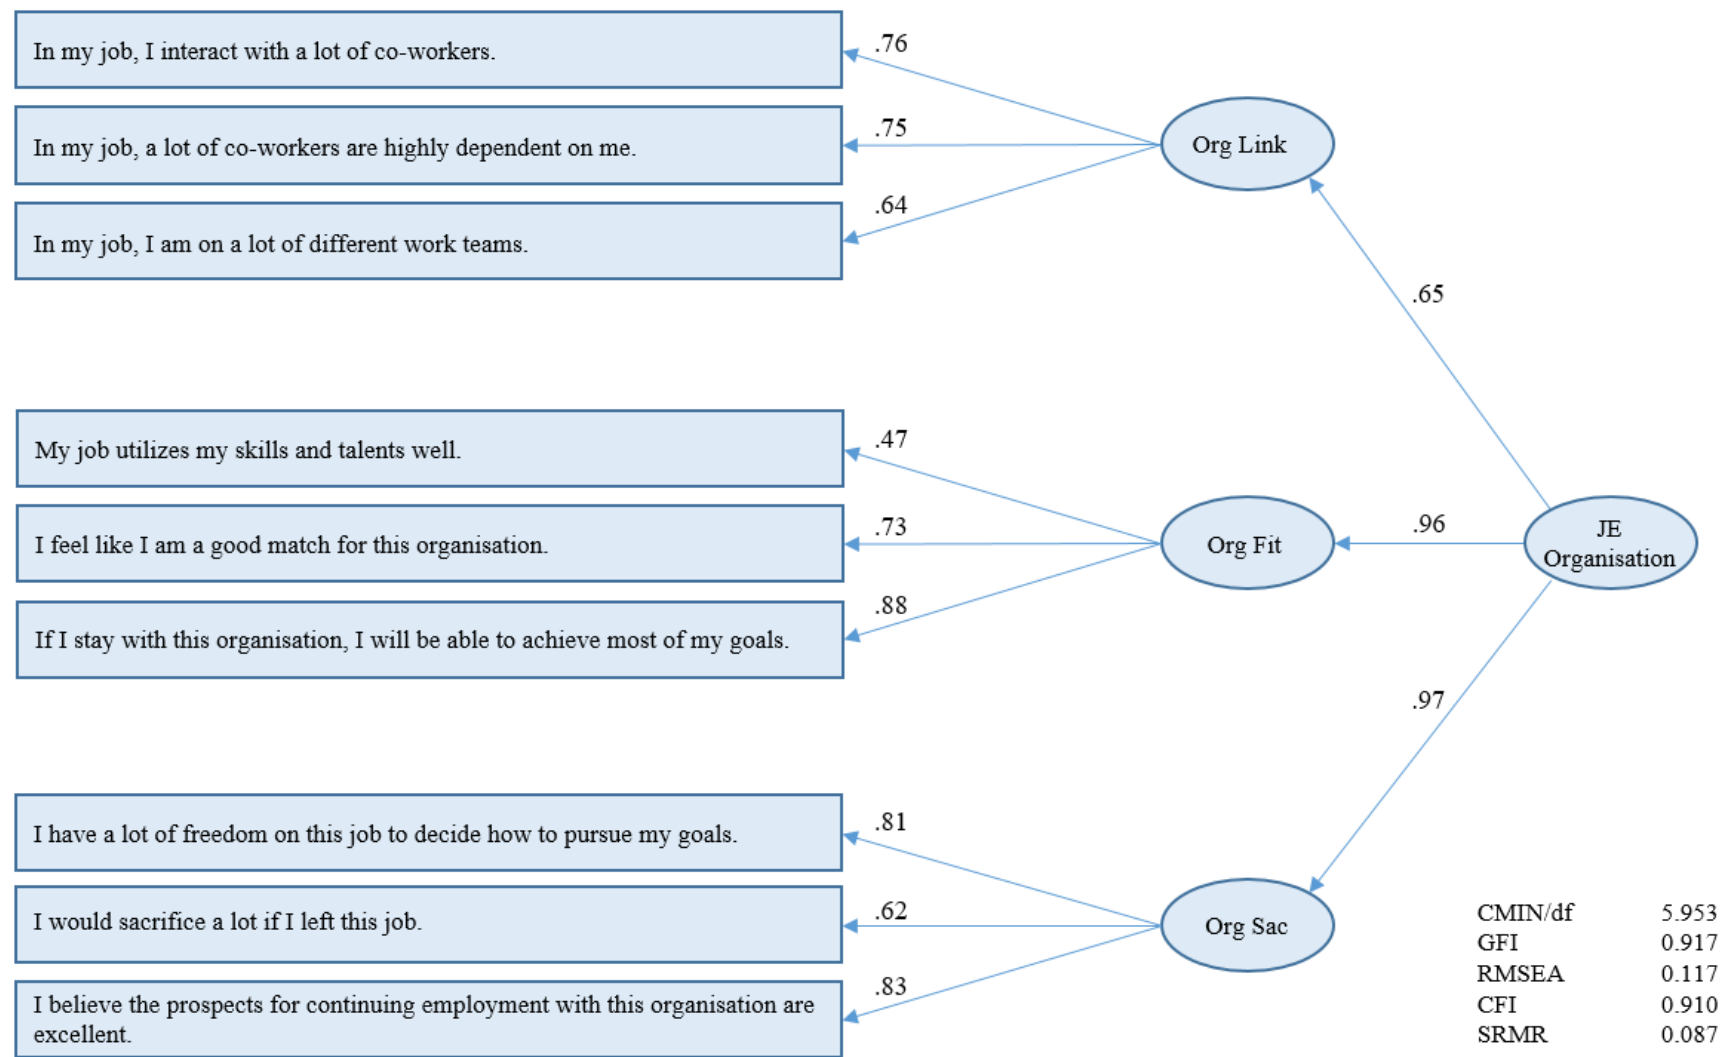 In my job, I interact with a lot of co-workers.
.76
In my job, a lot of co-workers are highly dependent on me.
.75
Org Link
In my job, I am on a lot of different work teams.
.64
.65
My job utilizes my skills and talents well.
.47
I feel like I am a good match for this organisation.
.73
Org Fit
.96
JE
Organisation
If I stay with this organisation, I will be able to achieve most of my goals.
.88
.97
I have a lot of freedom on this job to decide how to pursue my goals.
.81
I would sacrifice a lot if I left this job.
.62
Org Sac
I believe the prospects for continuing employment with this organisation are
excellent.
.83
CMIN/df 5.953
GFI 0.917
RMSEA 0.117
CFI 0.910
SRMR 0.087